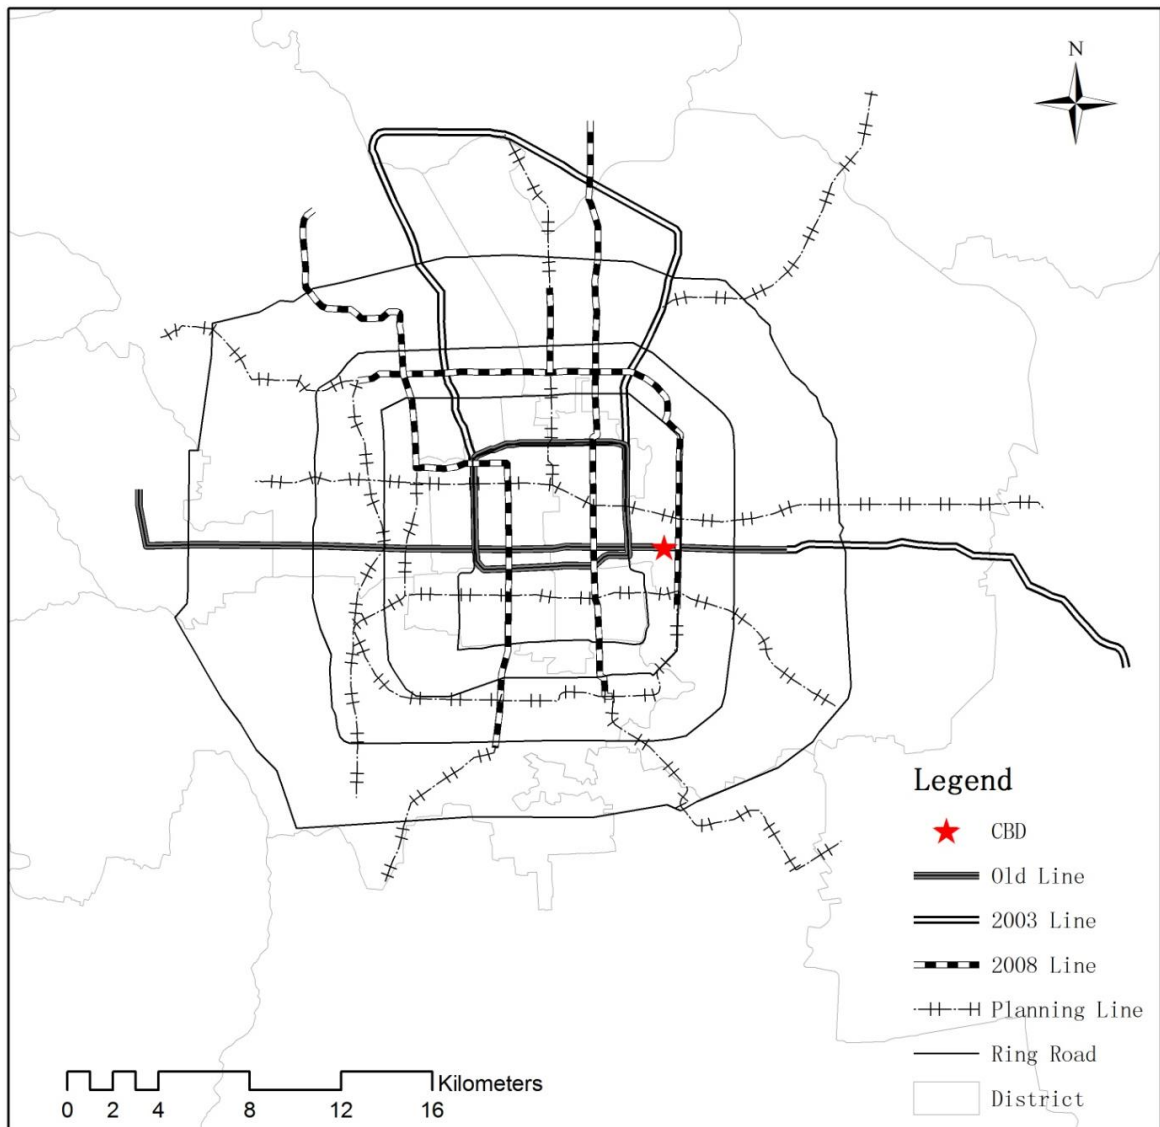 N
Legend
CBD
Old Line
2003 Line
2008 Line
Planning Line
Ring Road
District
Kilometers
0 2 4 8 12 16